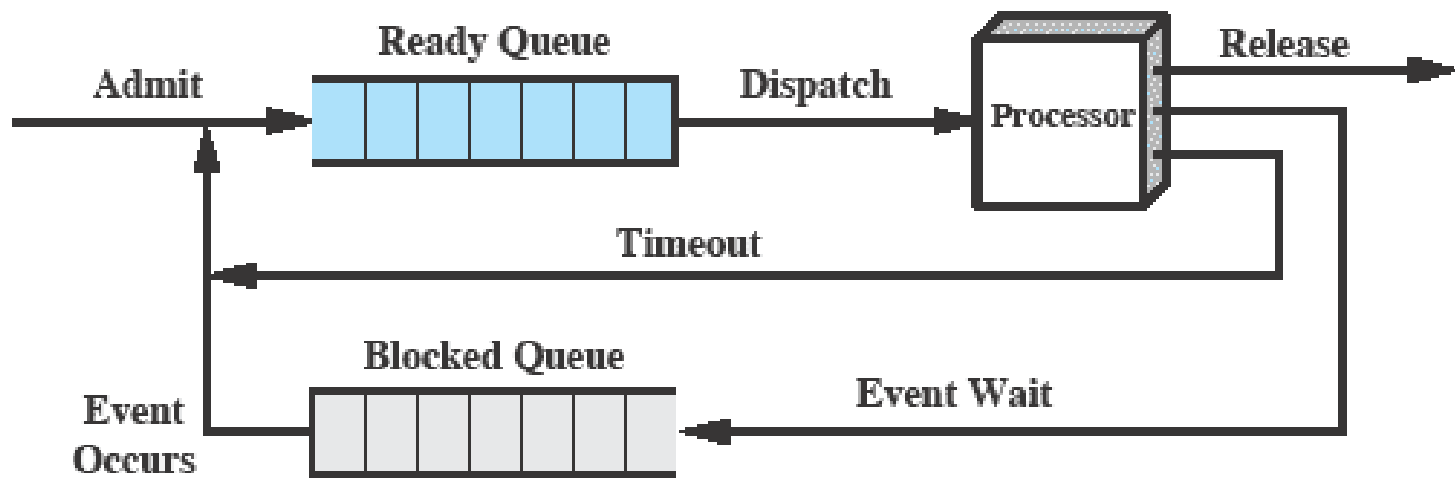 Ready Queue
Release
Admit
Dispatch
Processor
Timeout
Blocked Queue
Event Wait
Event
Occurs